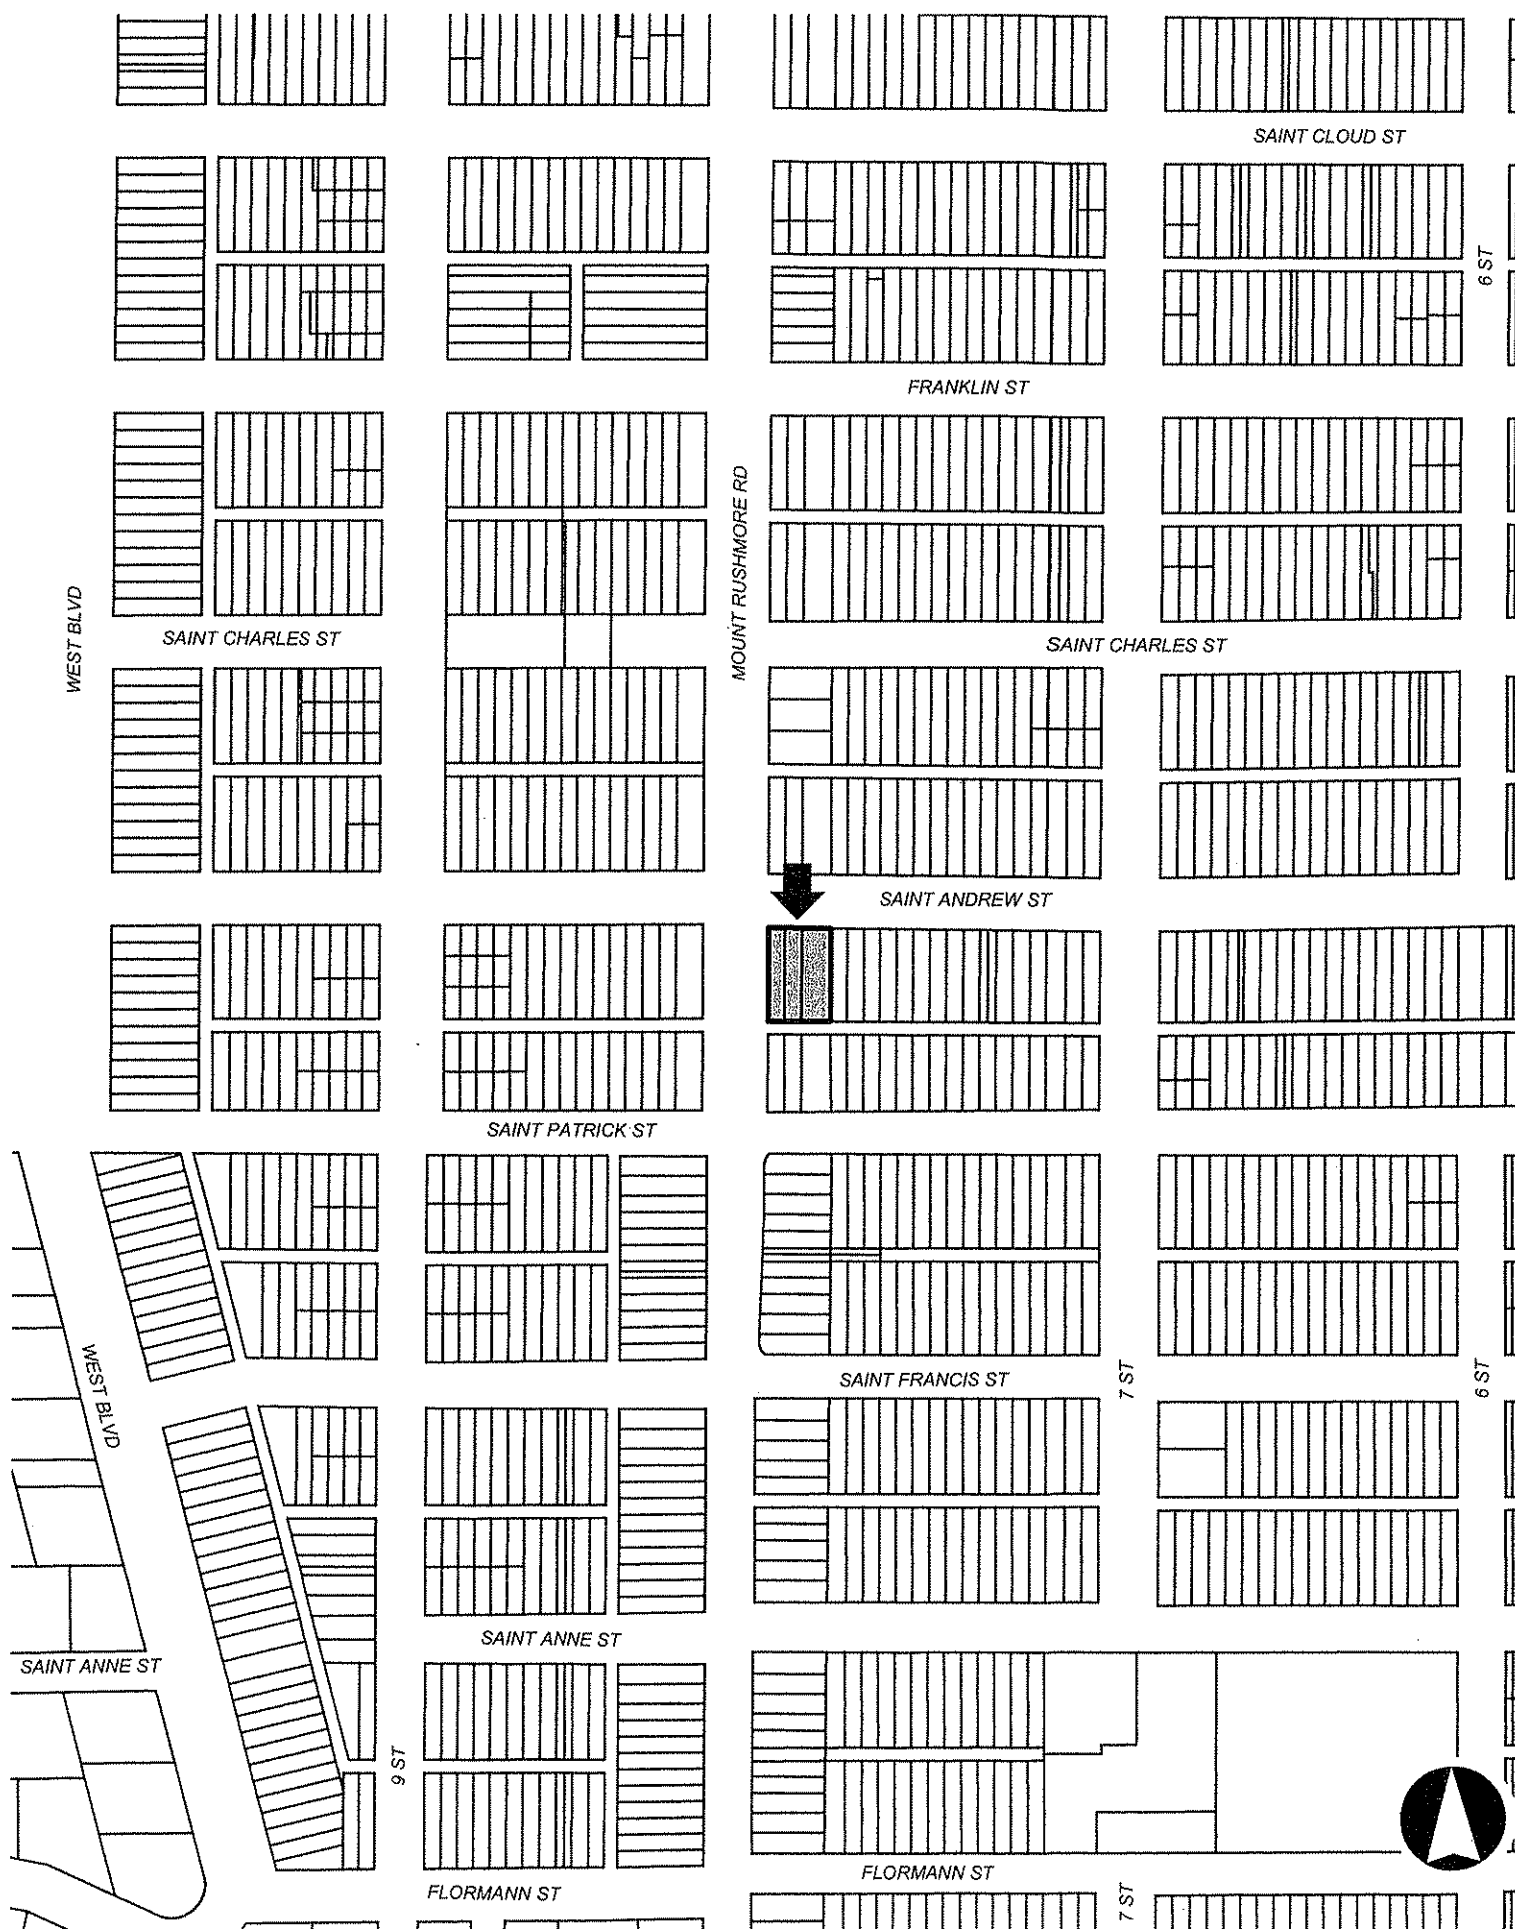 SAINT CLOUD ST
6 ST
FRANKLIN ST
MOUNT RUSHMORE RD
WEST BLVD
SAINT CHARLES ST
SAINT CHARLES ST
SAINT ANDREW ST
SAINT PATRICK ST
WEST BLVD
SAINT FRANCIS ST
7 ST
6 ST
SAINT ANNE ST
SAINT ANNE ST
9 ST
FLORMANN ST
FLORMANN ST
7 ST